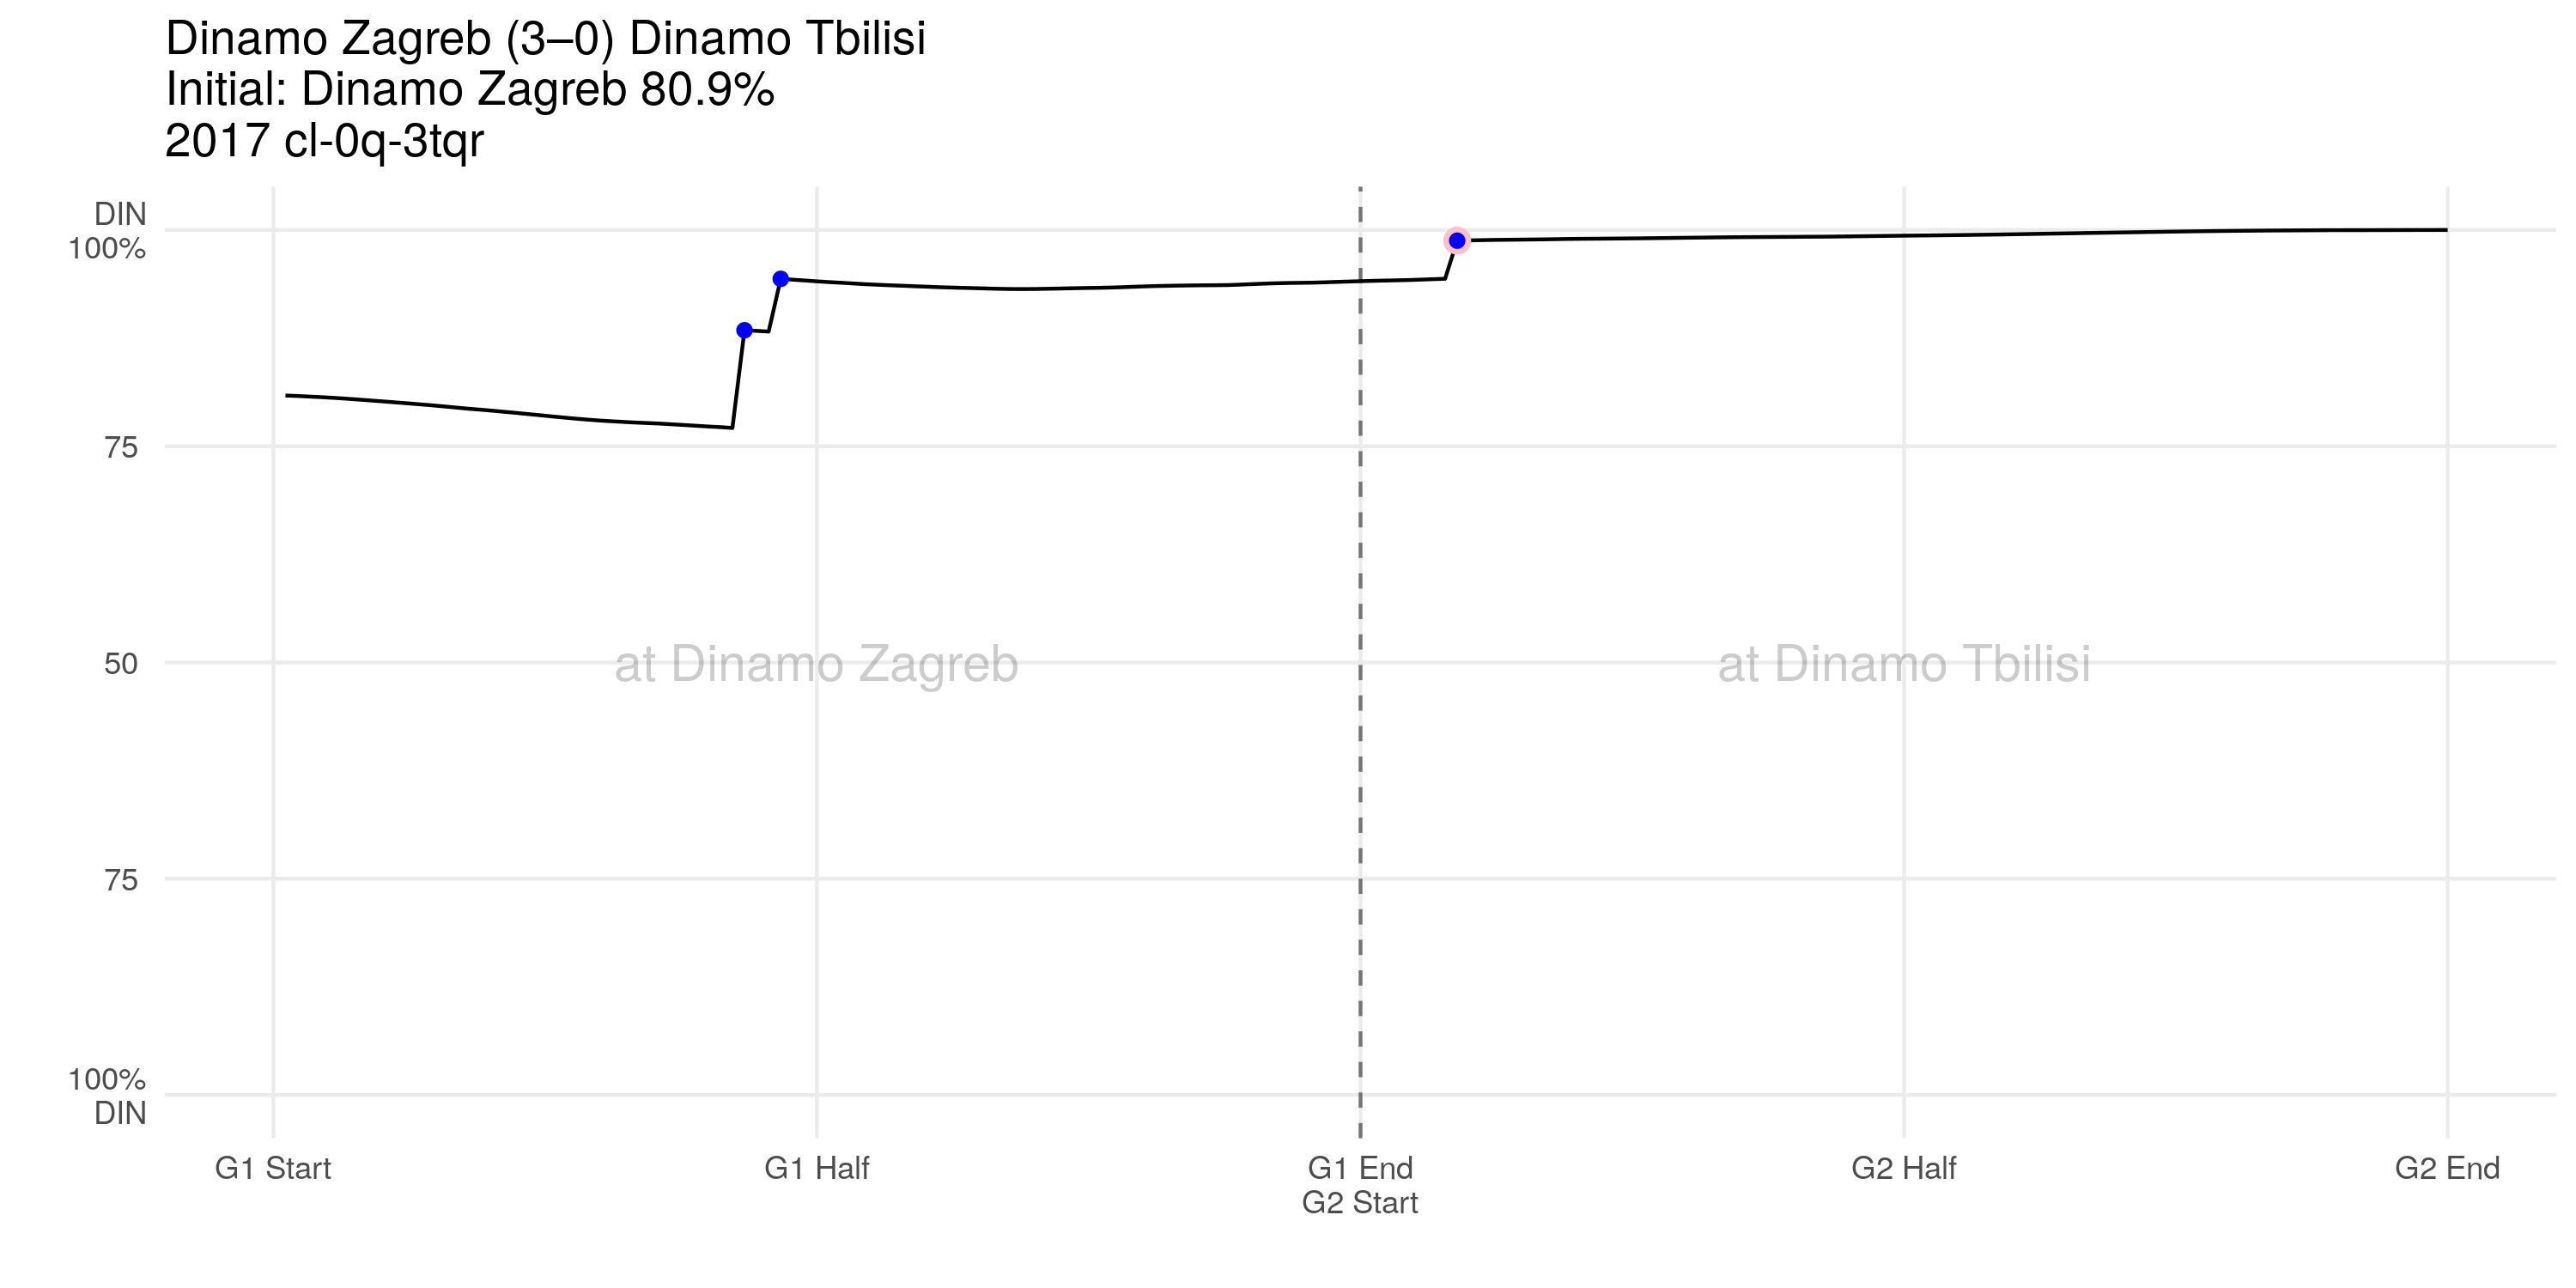 Dinamo Zagreb (3–0) Dinamo Tbilisi
Initial: Dinamo Zagreb 80.9%
2017 cl-0q-3tqr
DIN
100%
75
50
at Dinamo Zagreb
at Dinamo Tbilisi
75
100%
DIN
G1 Start
G1 Half
G1 End
G2 Start
G2 Half
G2 End